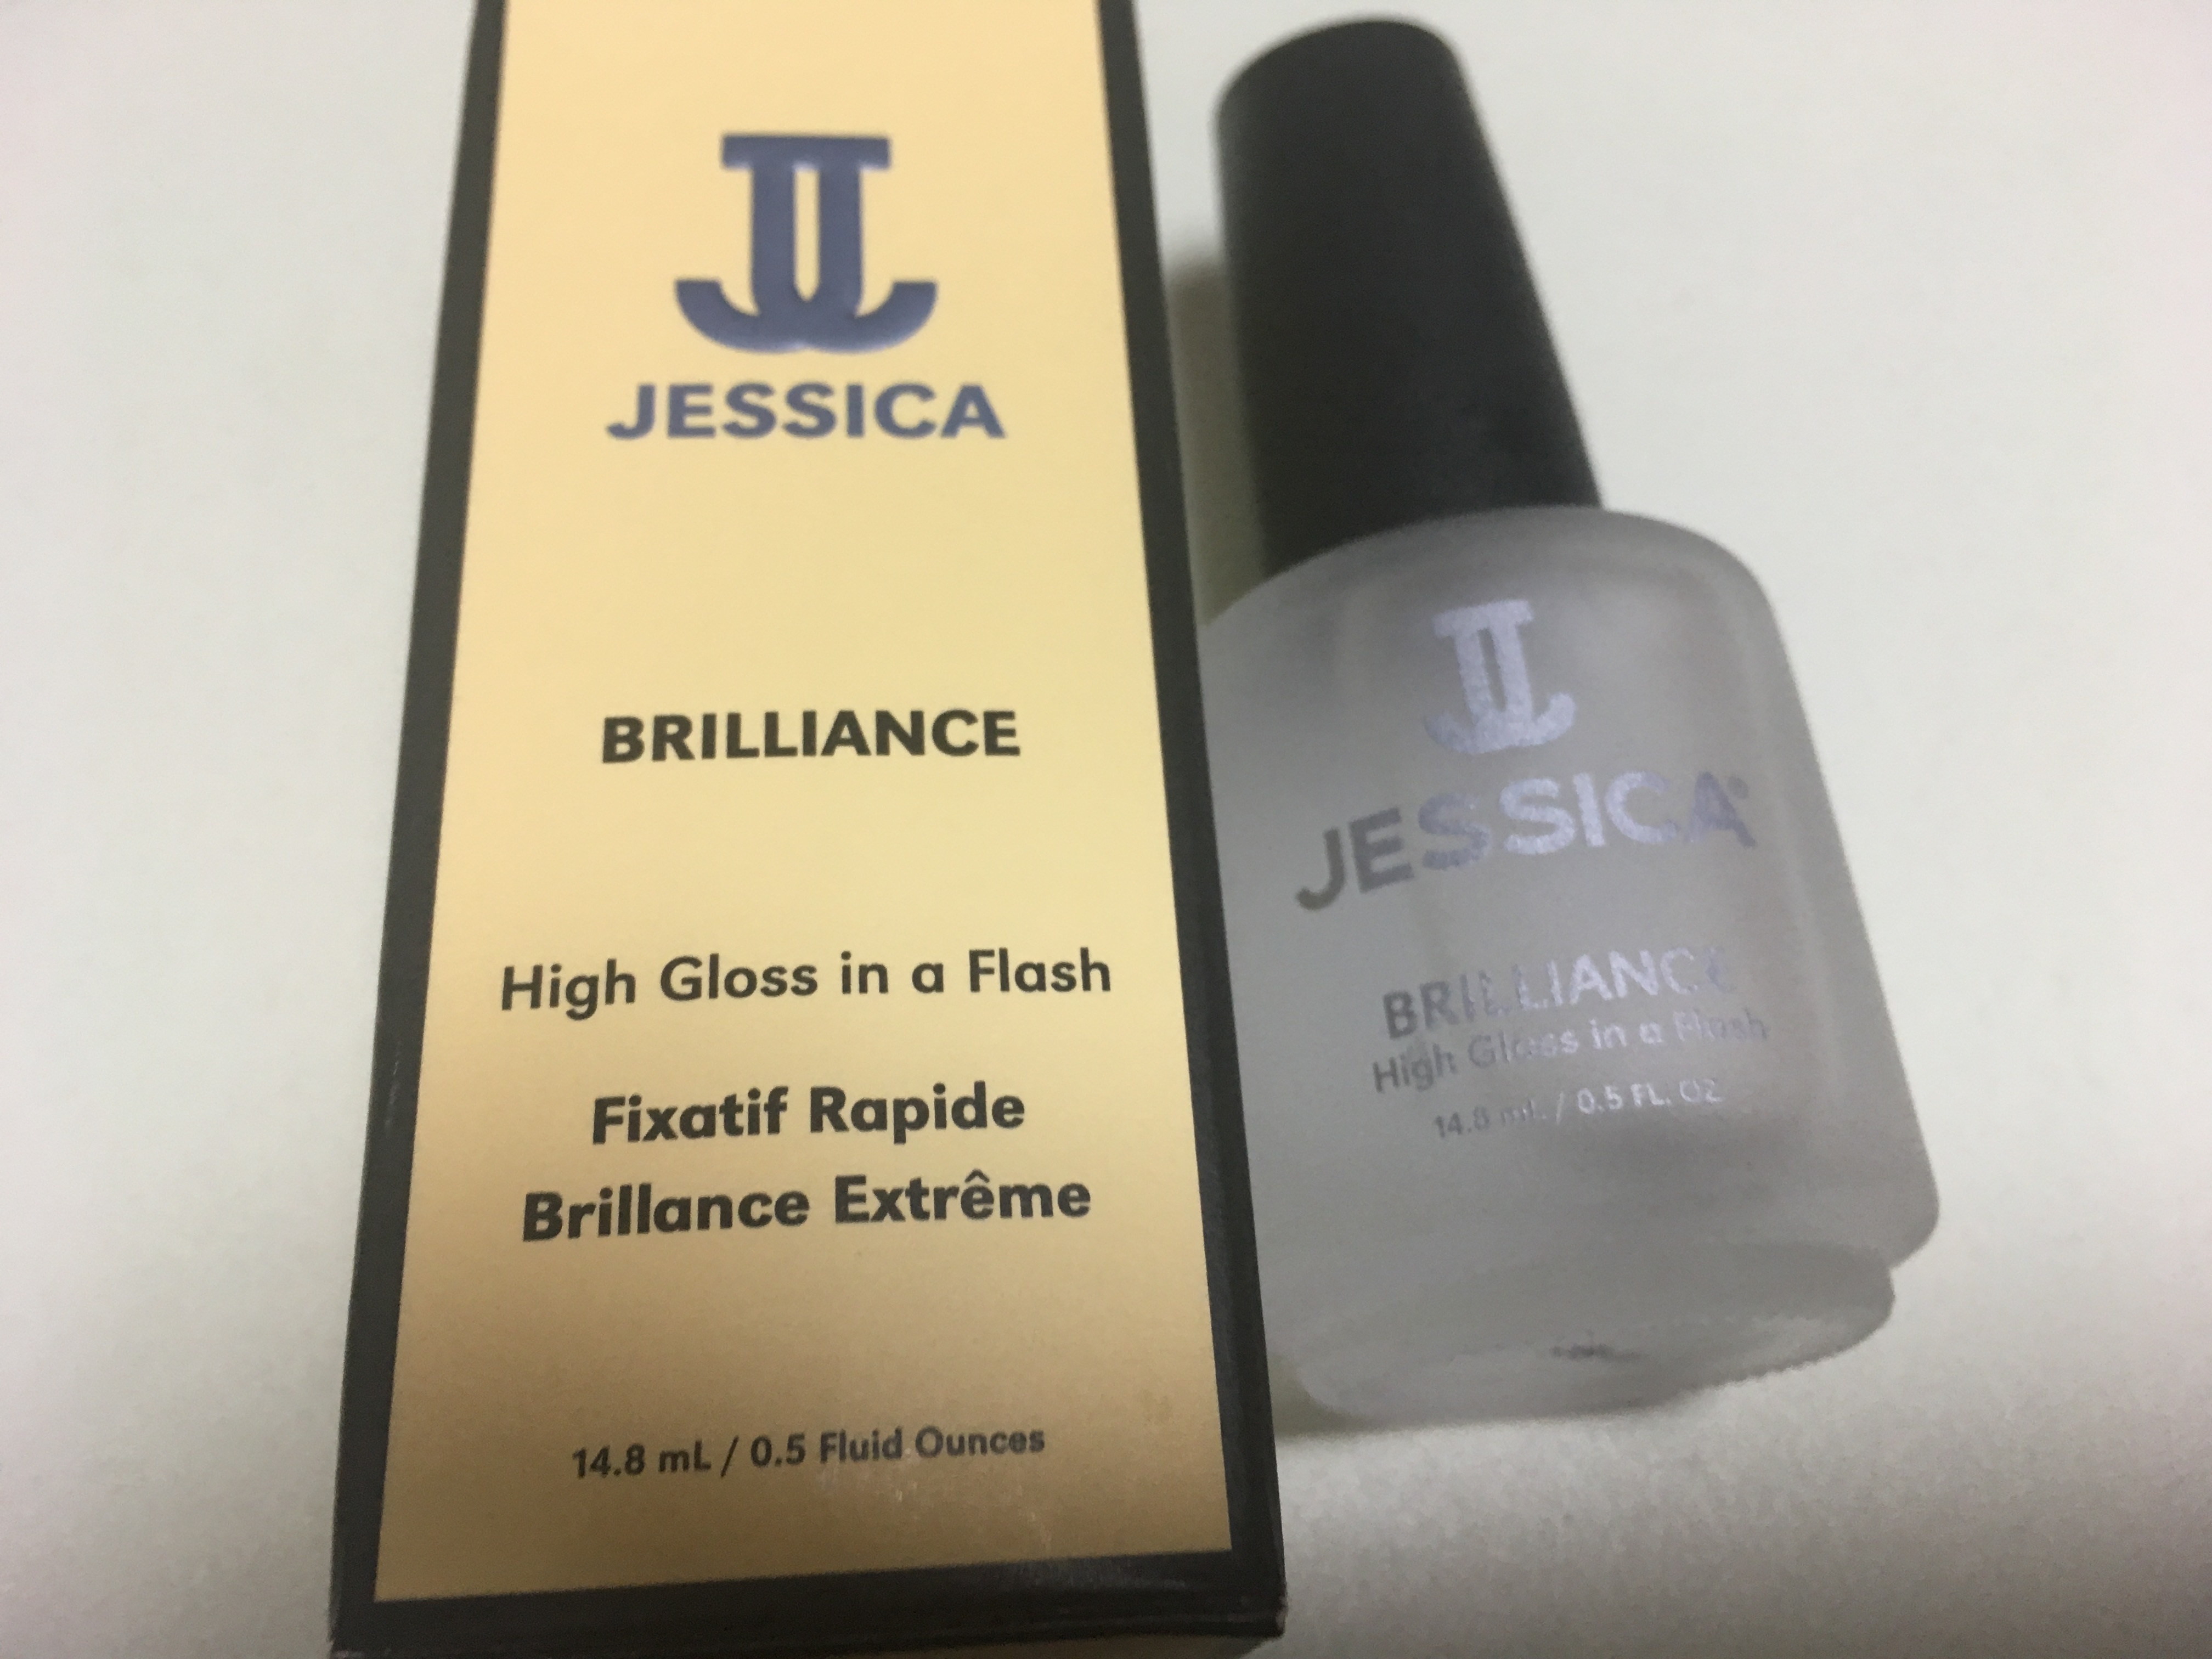 JESSICA
BRILLIANCE
High Gloss in a Flash
Fixatif Rapide
Brillance Extrême
14.8 mL / 0.5 Fluid Ounces
JESSICA
BRILLIANCE
High Gloss in a Flash
14.8 mL / 0.5 FL. OZ